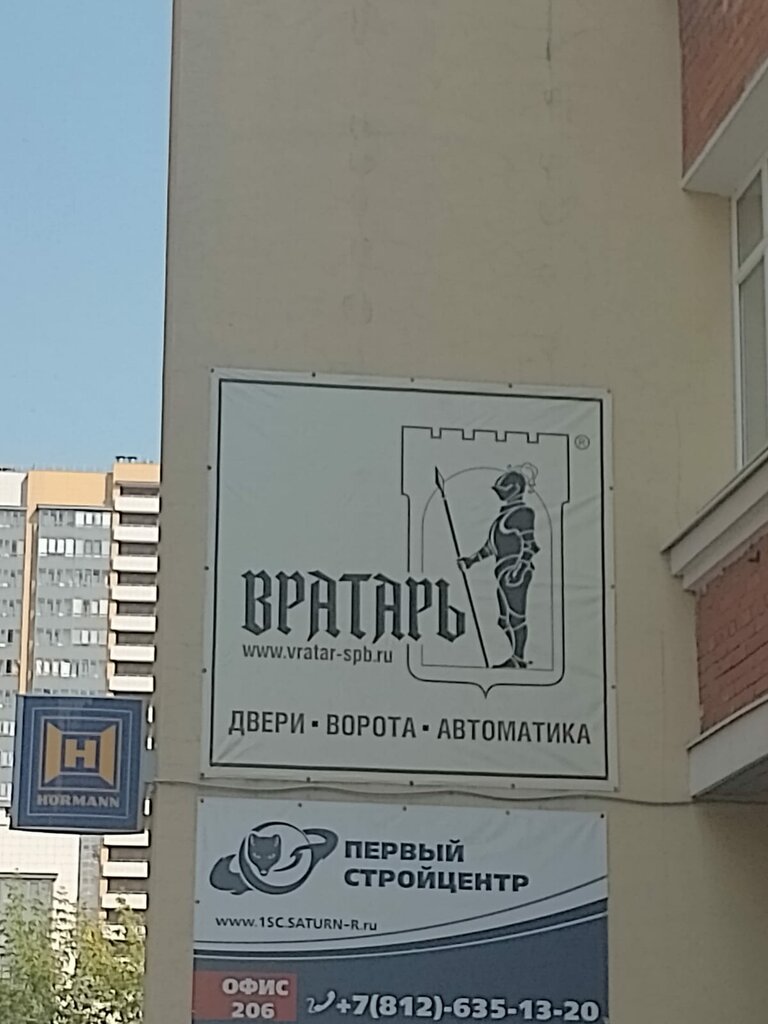 ®
ВРАТАРЬ
www.vratar-spb.ru
ДВЕРИ ▪ ВОРОТА ▪ АВТОМАТИКА
H
HÖRMANN
ПЕРВЫЙ
СТРОЙЦЕНТР
www.1SC.SATURN-R.ru
ОФИС
206
+7(812)-635-13-20